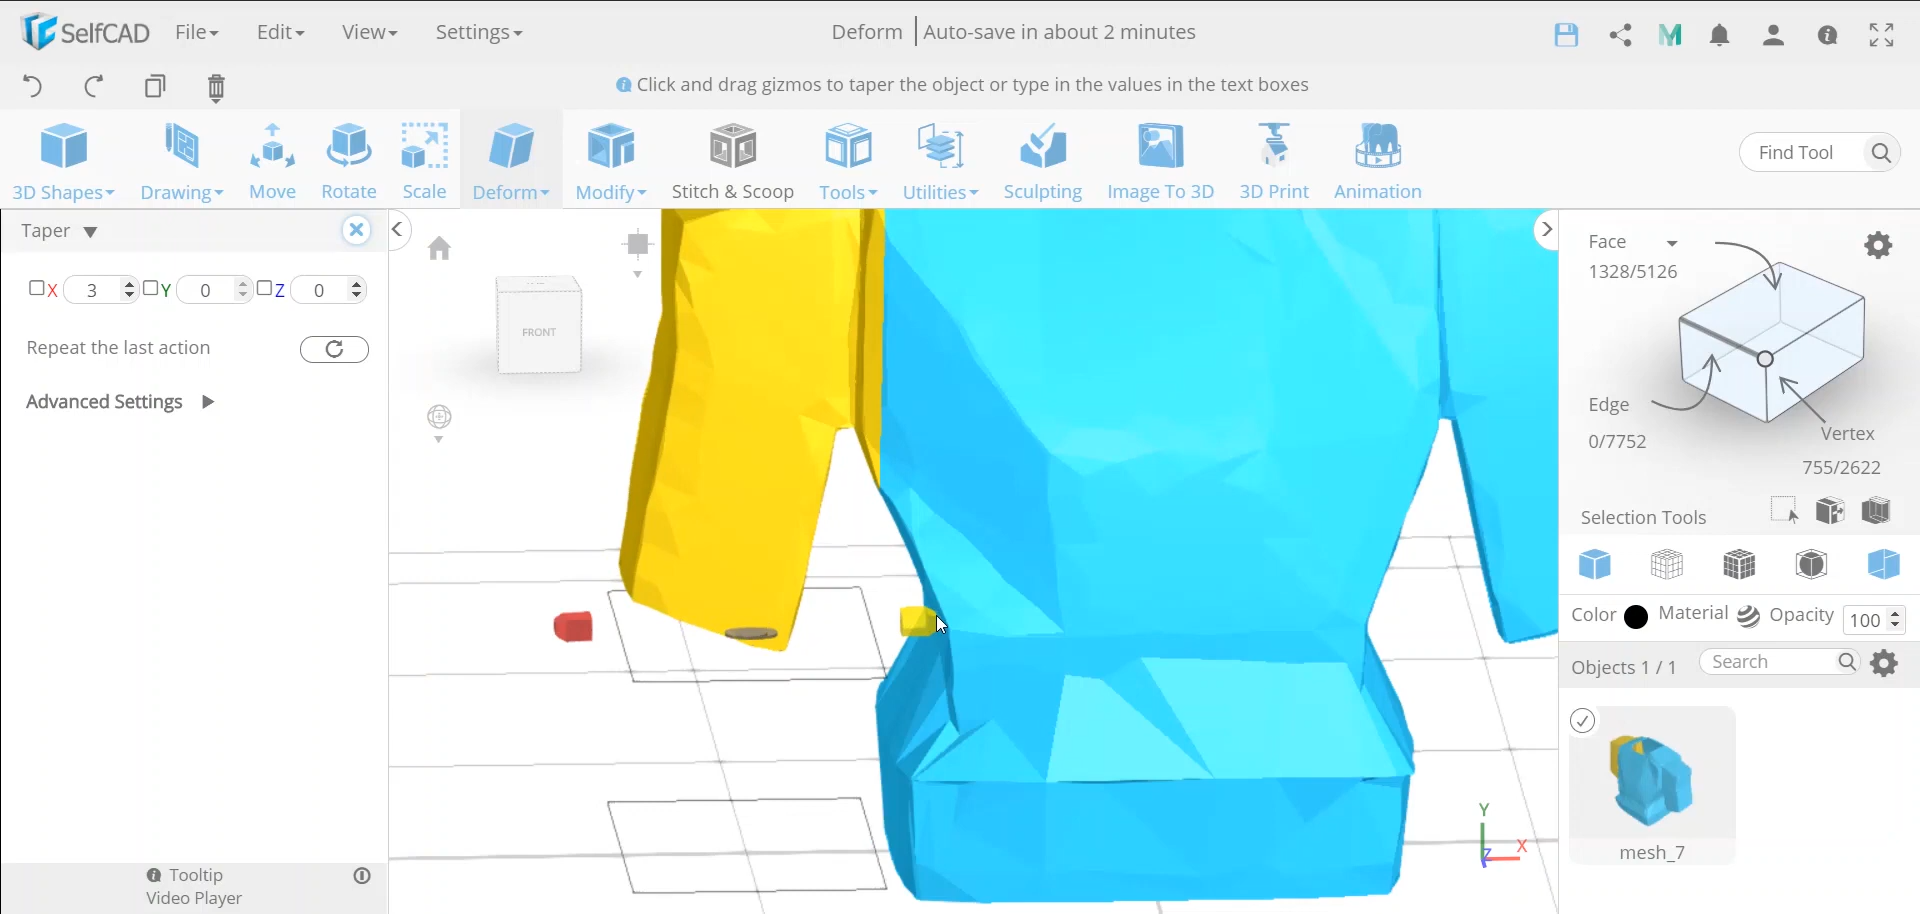 SelfCAD File Edit View Settings Deform Auto-save in about 2 minutes
Click and drag gizmos to taper the object or type in the values in the text boxes
3D Shapes Drawing Move Rotate Scale Deform Modify Stitch & Scoop Tools Utilities Sculpting Image To 3D 3D Print Animation Find Tool
Taper
X 3 Y 0 Z 0
Repeat the last action
Advanced Settings
Tooltip
Video Player
FRONT
Y
X
Z
Face
1328/5126
Edge
0/7752
Vertex
755/2622
Selection Tools
Color Material Opacity 100
Objects 1 / 1 Search
mesh_7